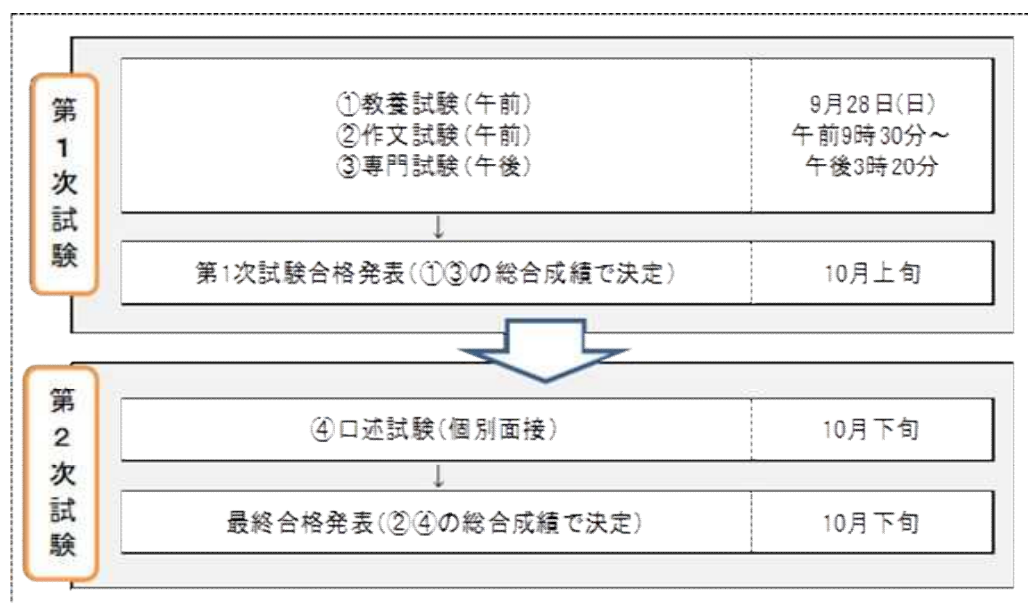 第1次試験
①教養試験(午前)
②作文試験(午前)
③専門試験(午後)
9月28日(日)
午前9時30分~
午後3時20分
↓
第1次試験合格発表(①③の総合成績で決定)
10月上旬
第2次試験
④口述試験(個別面接)
10月下旬
↓
最終合格発表(②④の総合成績で決定)
10月下旬